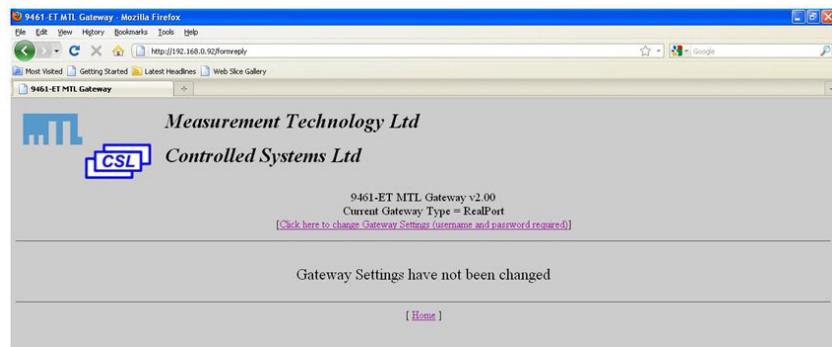 9461-ET MTL Gateway - Mozilla Firefox
File Edit View History Bookmarks Tools Help
http://192.168.0.92/formreply
Google
Most Visited Getting Started Latest Headlines Web Slice Gallery
9461-ET MTL Gateway
MTL
Measurement Technology Ltd
CSL
Controlled Systems Ltd
9461-ET MTL Gateway v2.00
Current Gateway Type = RealPort
[Click here to change Gateway Settings (username and password required)]
Gateway Settings have not been changed
[ Home ]